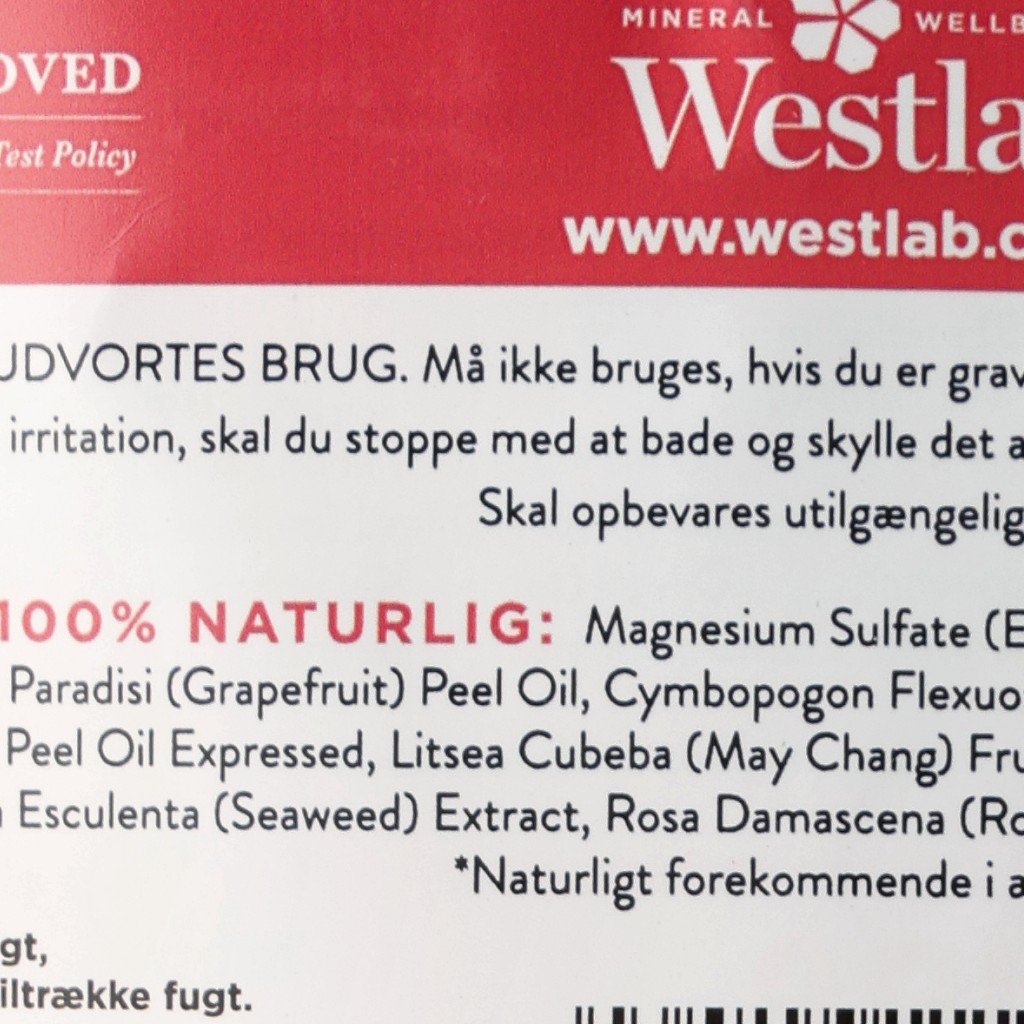 MINERAL
Westla
www.westlab.c
OVED
Test Policy
UDVORTES BRUG. Må ikke bruges, hvis du er grav
irritation, skal du stoppe med at bade og skylle det a
Skal opbevares utilgængelig
100% NATURLIG: Magnesium Sulfate (E
Paradisi (Grapefruit) Peel Oil, Cymbopogon Flexuo
Peel Oil Expressed, Litsea Cubeba (May Chang) Fru
Esculenta (Seaweed) Extract, Rosa Damascena (Ro
*Naturligt forekommende i a
gt,
iltrække fugt.